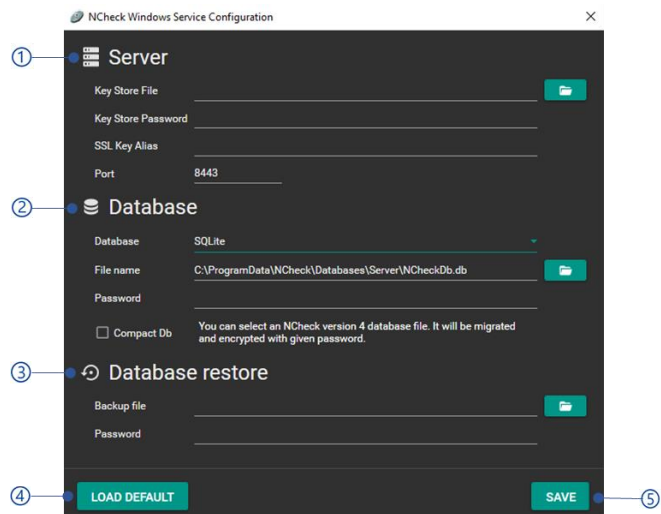 NCheck Windows Service Configuration
① Server
Key Store File
Key Store Password
SSL Key Alias
Port 8443
② Database
Database SQLite
File name C:\ProgramData\NCheck\Databases\Server\NCheckDb.db
Password
Compact Db You can select an NCheck version 4 database file. It will be migrated
and encrypted with given password.
③ Database restore
Backup file
Password
④ LOAD DEFAULT SAVE ⑤